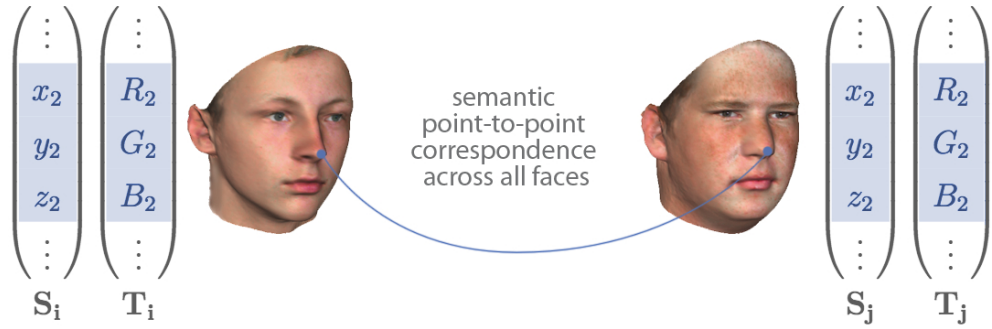 ⋮ ⋮ ⋮ ⋮
x₂ R₂ x₂ R₂
semantic
point-to-point
correspondence
across all faces
y₂ G₂ y₂ G₂
z₂ B₂ z₂ B₂
⋮ ⋮ ⋮ ⋮
Sᵢ Tᵢ Sⱼ Tⱼ